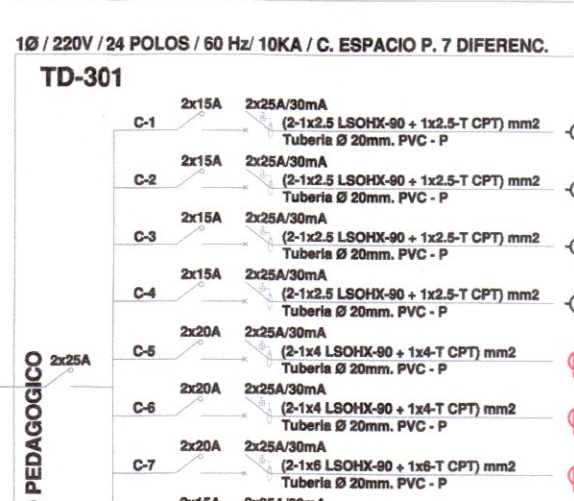 1Ø / 220V / 24 POLOS / 60 Hz/ 10KA / C. ESPACIO P. 7 DIFERENC.
TD-301
2x15A 2x25A/30mA
C-1 (2-1x2.5 LSOHX-90 + 1x2.5-T CPT) mm2
Tuberia Ø 20mm. PVC - P
2x15A 2x25A/30mA
C-2 (2-1x2.5 LSOHX-90 + 1x2.5-T CPT) mm2
Tuberia Ø 20mm. PVC - P
2x15A 2x25A/30mA
C-3 (2-1x2.5 LSOHX-90 + 1x2.5-T CPT) mm2
Tuberia Ø 20mm. PVC - P
2x15A 2x25A/30mA
C-4 (2-1x2.5 LSOHX-90 + 1x2.5-T CPT) mm2
Tuberia Ø 20mm. PVC - P
2x20A 2x25A/30mA
C-5 (2-1x4 LSOHX-90 + 1x4-T CPT) mm2
Tuberia Ø 20mm. PVC - P
2x25A
2x20A 2x25A/30mA
C-6 (2-1x4 LSOHX-90 + 1x4-T CPT) mm2
Tuberia Ø 20mm. PVC - P
2x20A 2x25A/30mA
C-7 (2-1x6 LSOHX-90 + 1x6-T CPT) mm2
Tuberia Ø 20mm. PVC - P
PEDAGOGICO